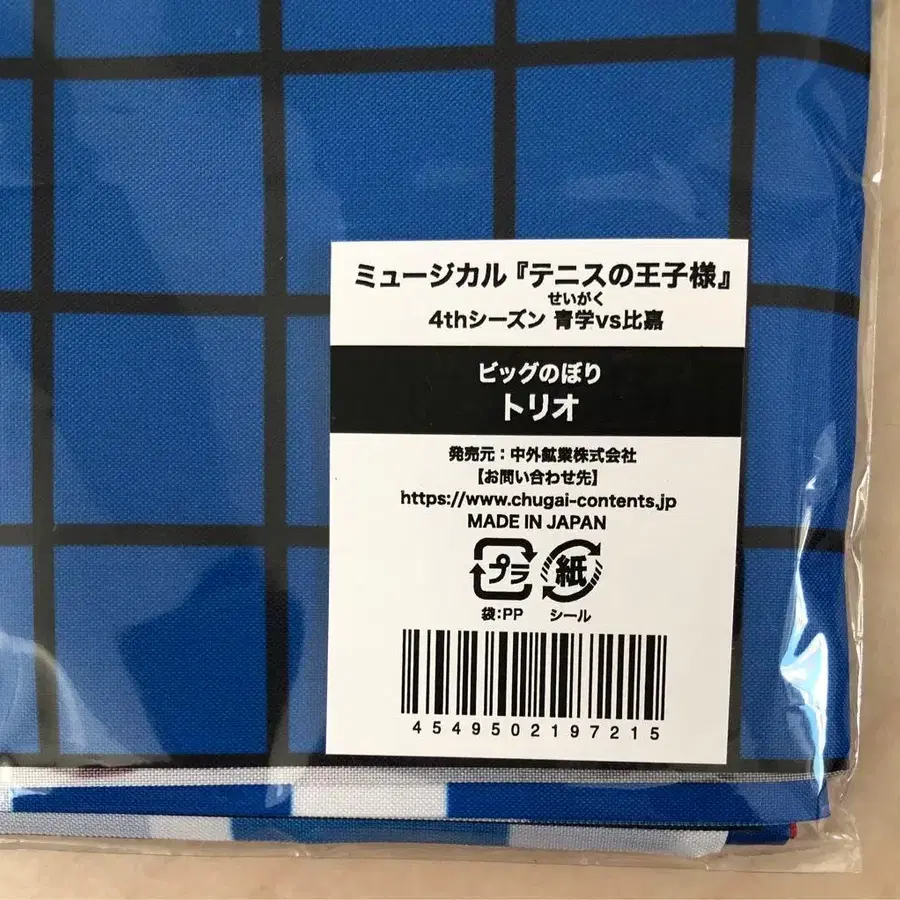 ミュージカル『テニスの王子様』
せいがく
4thシーズン 青学vs比嘉
ビッグのぼり
トリオ
発売元：中外鉱業株式会社
【お問い合わせ先】
https://www.chugai-contents.jp
MADE IN JAPAN
プラ 紙
袋:PP シール
4549502197215